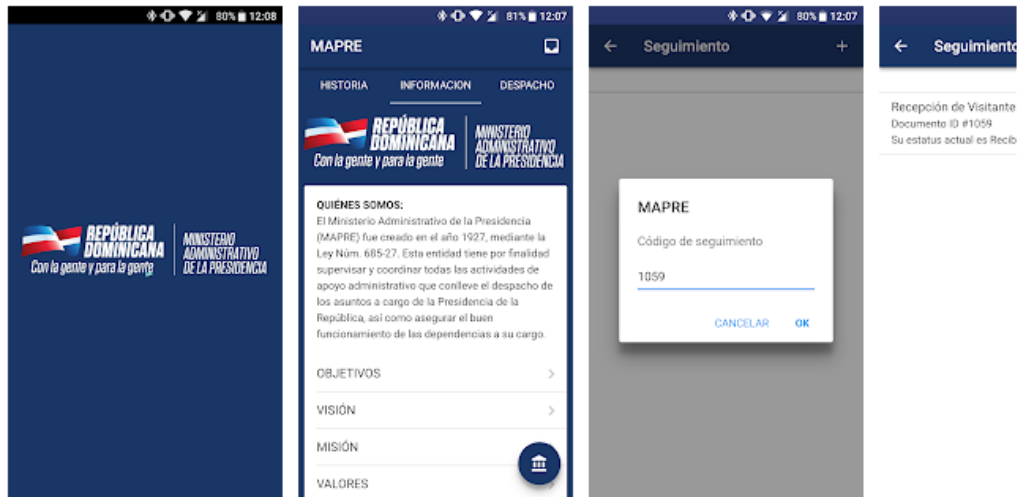 80% 12:08
REPÚBLICA
DOMINICANA
Con la gente y para la gente
MINISTERIO
ADMINISTRATIVO
DE LA PRESIDENCIA
81% 12:07
MAPRE
HISTORIA INFORMACION DESPACHO
REPÚBLICA
DOMINICANA
Con la gente y para la gente
MINISTERIO
ADMINISTRATIVO
DE LA PRESIDENCIA
QUIÉNES SOMOS:
El Ministerio Administrativo de la Presidencia
(MAPRE) fue creado en el año 1927, mediante la
Ley Núm. 685-27. Esta entidad tiene por finalidad
supervisar y coordinar todas las actividades de
apoyo administrativo que conlleve el despacho de
los asuntos a cargo de la Presidencia de la
República, así como asegurar el buen
funcionamiento de las dependencias a su cargo.
OBJETIVOS
VISIÓN
MISIÓN
VALORES
80% 12:07
Seguimiento
MAPRE
Código de seguimiento
1059
CANCELAR OK
Seguimiento
Recepción de Visitante
Documento ID #1059
Su estatus actual es Recib